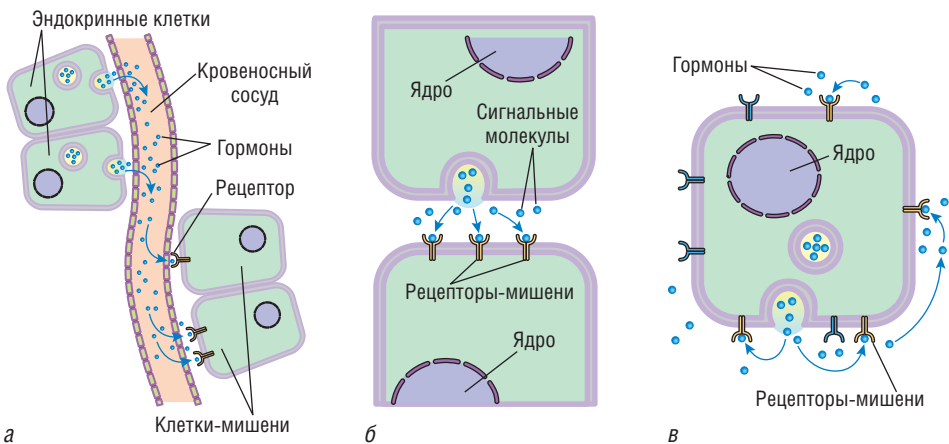 Эндокринные клетки
Кровеносный
сосуд
Гормоны
Рецептор
Клетки-мишени
а
Ядро
Сигнальные
молекулы
Рецепторы-мишени
Ядро
б
Гормоны
Ядро
Рецепторы-мишени
в